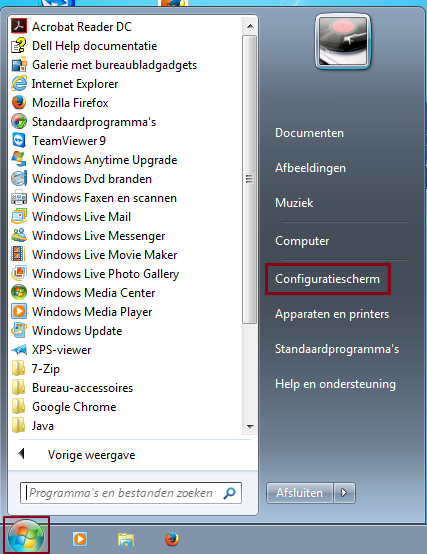 Acrobat Reader DC
Dell Help documentatie
Galerie met bureaubladgadgets
Internet Explorer
Mozilla Firefox
Standaardprogramma's
TeamViewer 9
Windows Anytime Upgrade
Windows Dvd branden
Windows Faxen en scannen
Windows Live Mail
Windows Live Messenger
Windows Live Movie Maker
Windows Live Photo Gallery
Windows Media Center
Windows Media Player
Windows Update
XPS-viewer
7-Zip
Bureau-accessoires
Google Chrome
Java
Vorige weergave
Programma's en bestanden zoeken
Documenten
Afbeeldingen
Muziek
Computer
Configuratiescherm
Apparaten en printers
Standaardprogramma's
Help en ondersteuning
Afsluiten